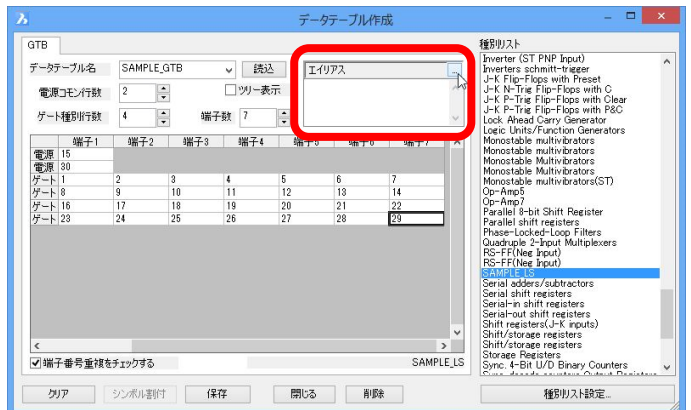 データテーブル作成
GTB
データテーブル名 SAMPLE_GTB 読込 エイリアス ...
電源コモン行数 2 ツリー表示
ゲート種別行数 4 端子数 7
端子1 端子2 端子3 端子4 端子5 端子6 端子7
電源 15
電源 30
ゲート 1 2 3 4 5 6 7
ゲート 8 9 10 11 12 13 14
ゲート 16 17 18 19 20 21 22
ゲート 23 24 25 26 27 28 29
端子番号重複をチェックする SAMPLE_LS
クリア シンボル割付 保存 閉じる 削除
種別リスト
Inverter (ST PNP Input)
Inverters schmitt-trigger
J-K Flip-Flops with Preset
J-K N-Trig Flip-Flops with C
J-K P-Trig Flip-Flops with Clear
J-K P-Trig Flip-Flops with P&C
Lock Ahead Carry Generator
Logic Units/Function Generators
Monostable multivibrators
Monostable Multivibrators
Monostable Multivibrators
Monostable multivibrators
Monostable multivibrators(ST)
Op-Amp5
Op-Amp7
Parallel 8-bit Shift Register
Parallel shift registers
Phase-Locked-Loop Filters
Quadruple 2-Input Multiplexers
RS-FF(Neg Input)
RS-FF(Neg Input)
SAMPLE_LS
Serial adders/subtractors
Serial shift registers
Serial-in shift registers
Serial-out shift registers
Shift registers(J-K inputs)
Shift/storage registers
Shift/storage registers
Storage Registers
Sync. 4-Bit U/D Binary Counters
種別リスト設定...